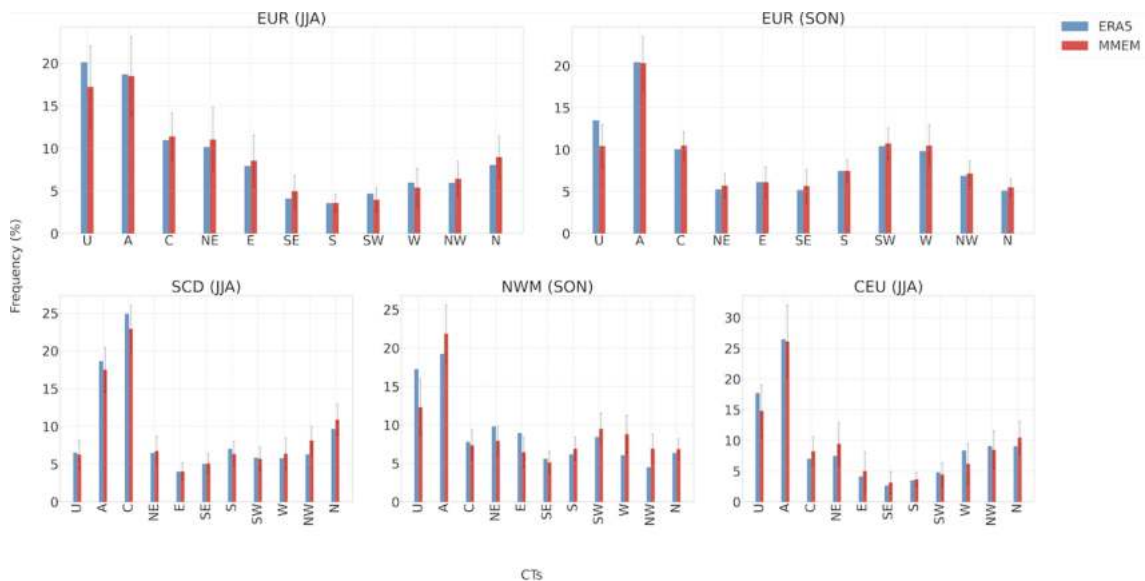 EUR (JJA)
EUR (SON)
ERA5
MMEM
20
15
10
5
0
U A C NE E SE S SW W NW N
20
15
10
5
0
U A C NE E SE S SW W NW N
Frequency (%)
SCD (JJA)
NWM (SON)
CEU (JJA)
25
20
15
10
5
0
U A C NE E SE S SW W NW N
25
20
15
10
5
0
U A C NE E SE S SW W NW N
30
25
20
15
10
5
0
U A C NE E SE S SW W NW N
CTs